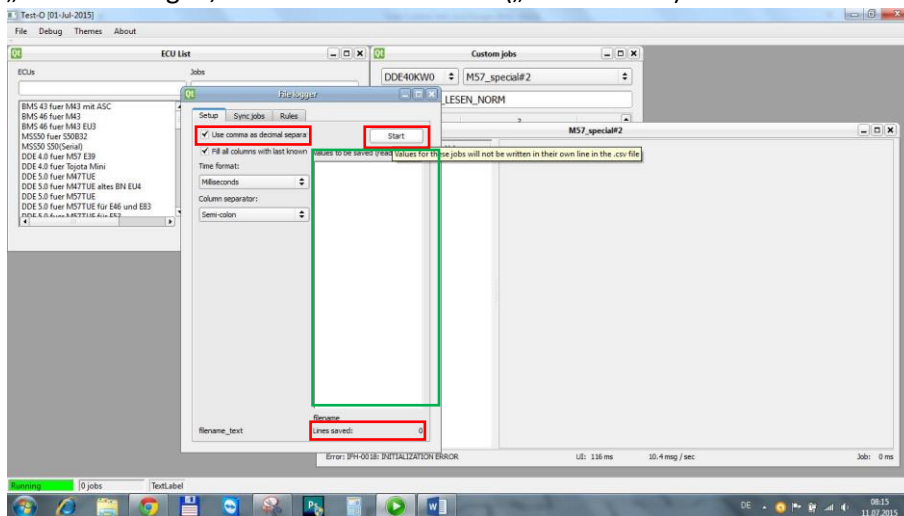 Test-O [01-Jul-2015]
File Debug Themes About
ECU List
Custom jobs
ECUs
Jobs
DDE40KW0
M57_special#2
LESEN_NORM
BMS 43 fuer M43 mit ASC
BMS 46 fuer M43
BMS 46 fuer M43 EU3
MSS50 fuer S50B32
MSS50 S50(Serial)
DDE 4.0 fuer M57 E39
DDE 4.0 fuer Tojota Mini
DDE 5.0 fuer M47TUE
DDE 5.0 fuer M47TUE altes BN EU4
DDE 5.0 fuer M57TUE
DDE 5.0 fuer M57TUE für E46 und E83
File logger
Setup Sync jobs Rules
Use comma as decimal separa
Start
Fill all columns with last known
Values to be saved (read
Values for these jobs will not be written in their own line in the .csv file
Time format:
Milliseconds
Column separator:
Semi-colon
filename
filename_text
Lines saved: 0
M57_special#2
Error: IFH-0018: INITIALIZATION ERROR
UI: 116 ms
10.4 msg / sec
Job: 0 ms
Running
0 jobs
TextLabel
DE
08:15
11.07.2015